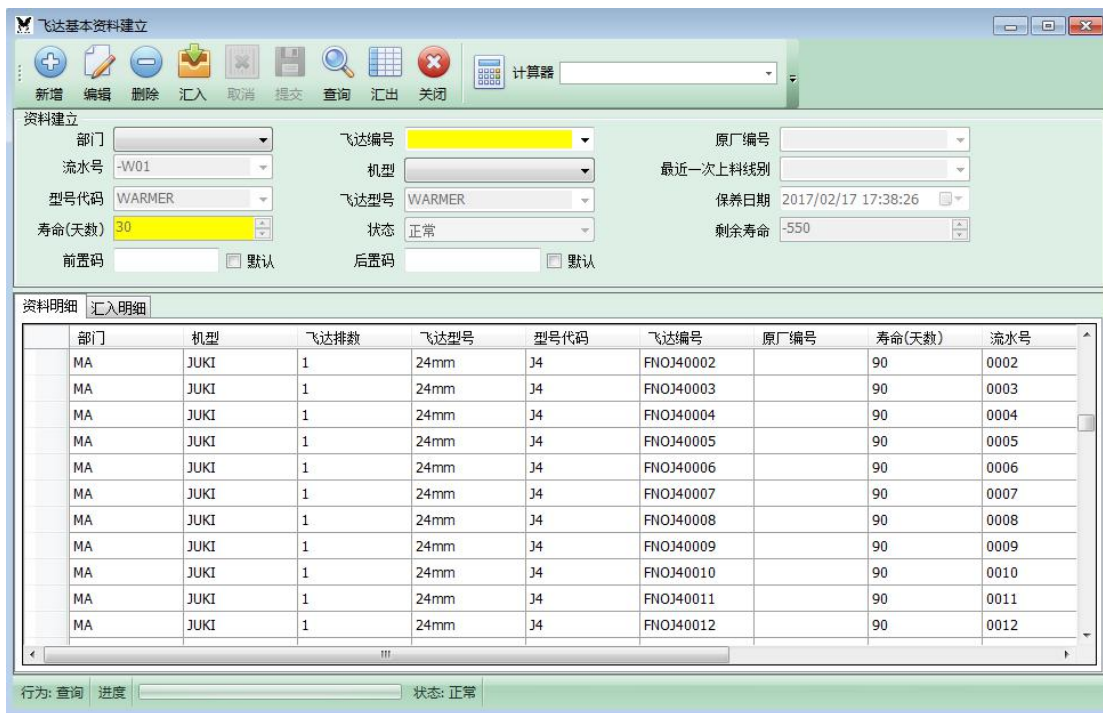 飞达基本资料建立
计算器
新增 编辑 删除 汇入 取消 提交 查询 汇出 关闭
资料建立
部门 飞达编号 原厂编号
流水号 -W01 机型 最近一次上料线别
型号代码 WARMER 飞达型号 WARMER 保养日期 2017/02/17 17:38:26
寿命(天数) 30 状态 正常 剩余寿命 -550
前置码 默认 后置码 默认
资料明细 汇入明细
部门 机型 飞达排数 飞达型号 型号代码 飞达编号 原厂编号 寿命(天数) 流水号
MA JUKI 1 24mm J4 FNOJ40002 90 0002
MA JUKI 1 24mm J4 FNOJ40003 90 0003
MA JUKI 1 24mm J4 FNOJ40004 90 0004
MA JUKI 1 24mm J4 FNOJ40005 90 0005
MA JUKI 1 24mm J4 FNOJ40006 90 0006
MA JUKI 1 24mm J4 FNOJ40007 90 0007
MA JUKI 1 24mm J4 FNOJ40008 90 0008
MA JUKI 1 24mm J4 FNOJ40009 90 0009
MA JUKI 1 24mm J4 FNOJ40010 90 0010
MA JUKI 1 24mm J4 FNOJ40011 90 0011
MA JUKI 1 24mm J4 FNOJ40012 90 0012
行为: 查询 进度 状态: 正常